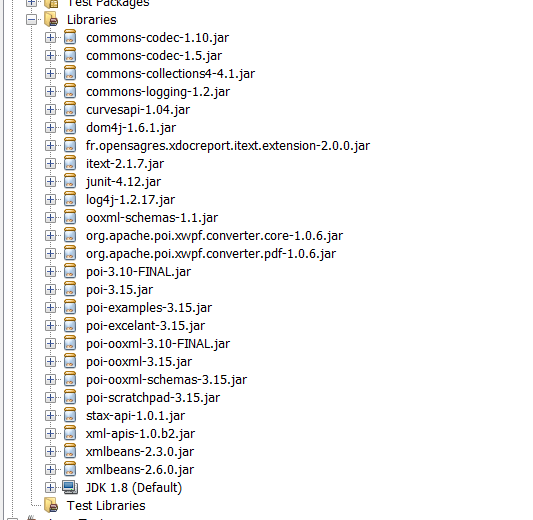 Test Packages
Libraries
commons-codec-1.10.jar
commons-codec-1.5.jar
commons-collections4-4.1.jar
commons-logging-1.2.jar
curvesapi-1.04.jar
dom4j-1.6.1.jar
fr.opensagres.xdocreport.itext.extension-2.0.0.jar
itext-2.1.7.jar
junit-4.12.jar
log4j-1.2.17.jar
ooxml-schemas-1.1.jar
org.apache.poi.xwpf.converter.core-1.0.6.jar
org.apache.poi.xwpf.converter.pdf-1.0.6.jar
poi-3.10-FINAL.jar
poi-3.15.jar
poi-examples-3.15.jar
poi-excelant-3.15.jar
poi-ooxml-3.10-FINAL.jar
poi-ooxml-3.15.jar
poi-ooxml-schemas-3.15.jar
poi-scratchpad-3.15.jar
stax-api-1.0.1.jar
xml-apis-1.0.b2.jar
xmlbeans-2.3.0.jar
xmlbeans-2.6.0.jar
JDK 1.8 (Default)
Test Libraries